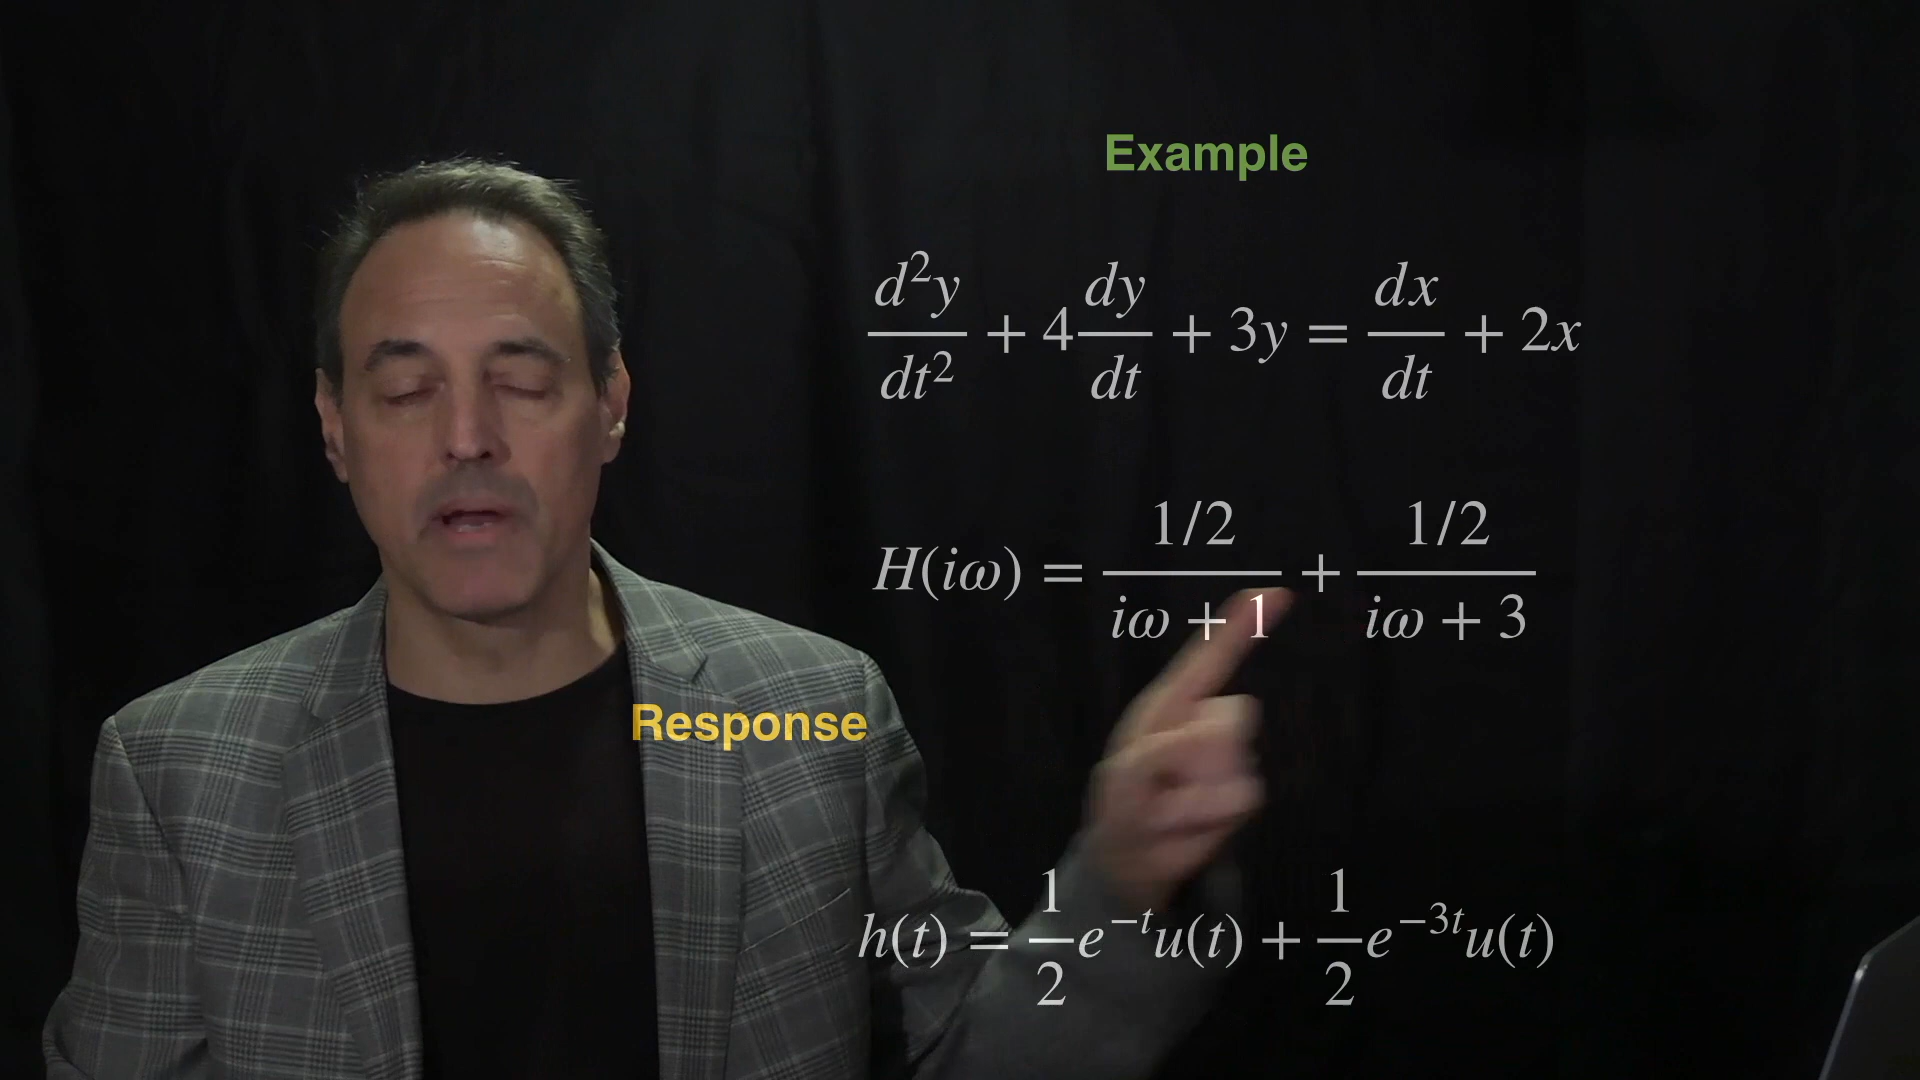 Example
d²y/dt² + 4 dy/dt + 3y = dx/dt + 2x
H(iω) = 1/2/(iω + 1) + 1/2/(iω + 3)
Response
h(t) = 1/2 e^{−t}u(t) + 1/2 e^{−3t}u(t)